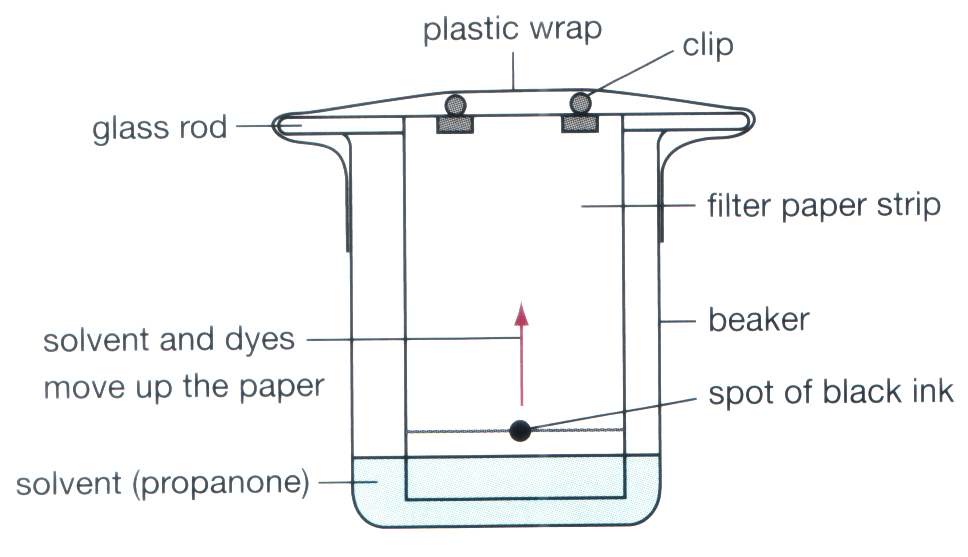 plastic wrap
clip
glass rod
filter paper strip
beaker
solvent and dyes
move up the paper
spot of black ink
solvent (propanone)